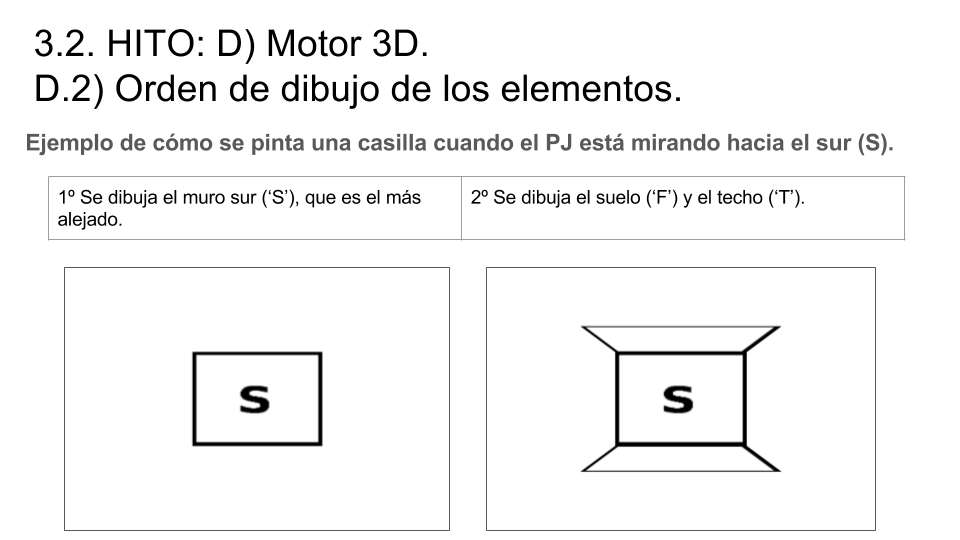 3.2. HITO: D) Motor 3D.
D.2) Orden de dibujo de los elementos.
Ejemplo de cómo se pinta una casilla cuando el PJ está mirando hacia el sur (S).
1º Se dibuja el muro sur (‘S’), que es el más
alejado.
2º Se dibuja el suelo (‘F’) y el techo (‘T’).
S
S